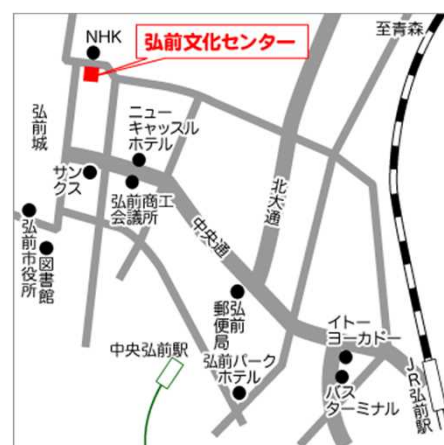 NHK
弘前文化センター
至青森
弘前城
ニュー
キャッスル
ホテル
サン
クス
弘前商工
会議所
北大通
中央通
弘前市役所
図書館
弘前
郵便局
イトー
ヨーカドー
中央弘前駅
弘前パーク
ホテル
バス
ターミナル
JR弘前駅